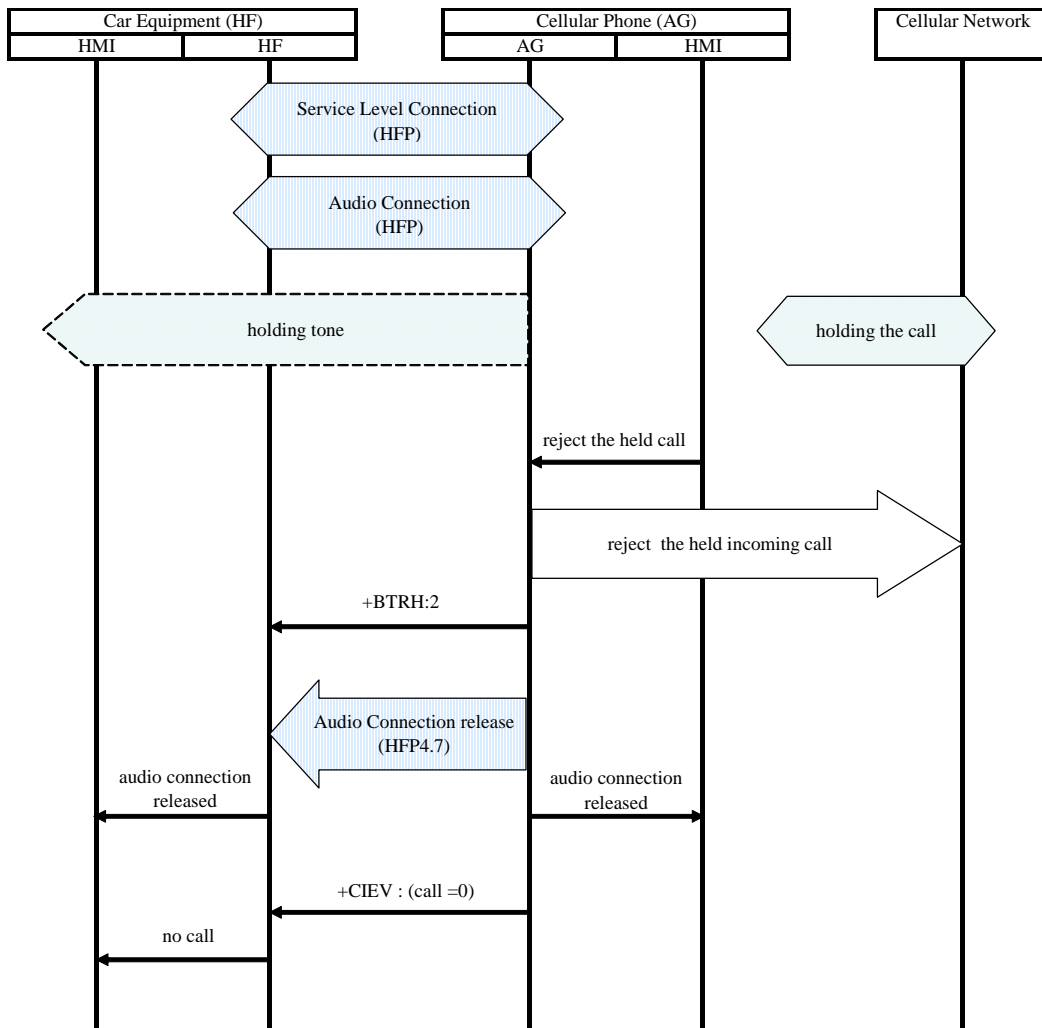 Car Equipment (HF)
Cellular Phone (AG)
Cellular Network
HMI
HF
AG
HMI
Service Level Connection
(HFP)
Audio Connection
(HFP)
holding tone
holding the call
reject the held call
reject the held incoming call
+BTRH:2
Audio Connection release
(HFP4.7)
audio connection
released
audio connection
released
+CIEV : (call =0)
no call